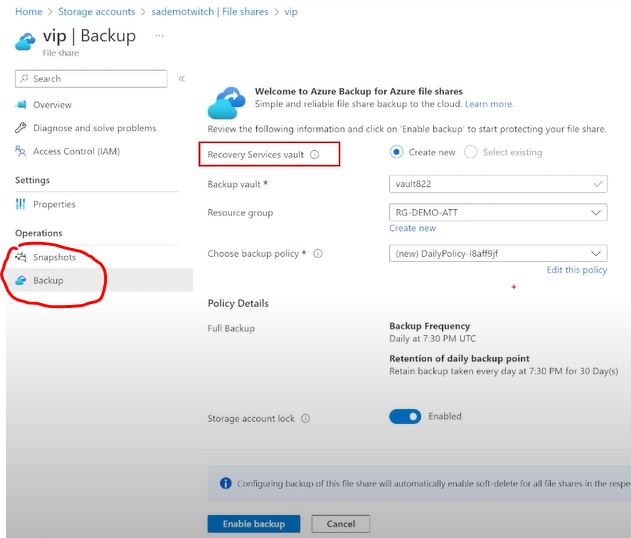 Home > Storage accounts > sademotwitch | File shares > vip
vip | Backup ...
File share
Search
«
Overview
Diagnose and solve problems
Access Control (IAM)
Settings
Properties
Operations
Snapshots
Backup
Welcome to Azure Backup for Azure file shares
Simple and reliable file share backup to the cloud. Learn more.
Review the following information and click on 'Enable backup' to start protecting your file share.
Recovery Services vault Create new Select existing
Backup vault * vault822
Resource group RG-DEMO-ATT
Create new
Choose backup policy * (new) DailyPolicy-l8aff9jf
Edit this policy
Policy Details
Full Backup Backup Frequency
Daily at 7:30 PM UTC
Retention of daily backup point
Retain backup taken every day at 7:30 PM for 30 Day(s)
Storage account lock Enabled
Configuring backup of this file share will automatically enable soft-delete for all file shares in the respe
Enable backup Cancel